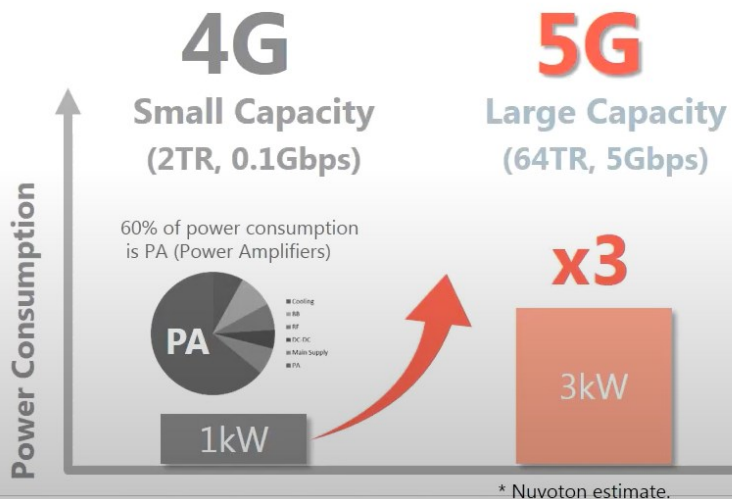 4G
Small Capacity
(2TR, 0.1Gbps)
5G
Large Capacity
(64TR, 5Gbps)
Power Consumption
60% of power consumption
is PA (Power Amplifiers)
PA
Cooling
BB
RF
DC-DC
Main Supply
PA
1kW
x3
3kW
* Nuvoton estimate.